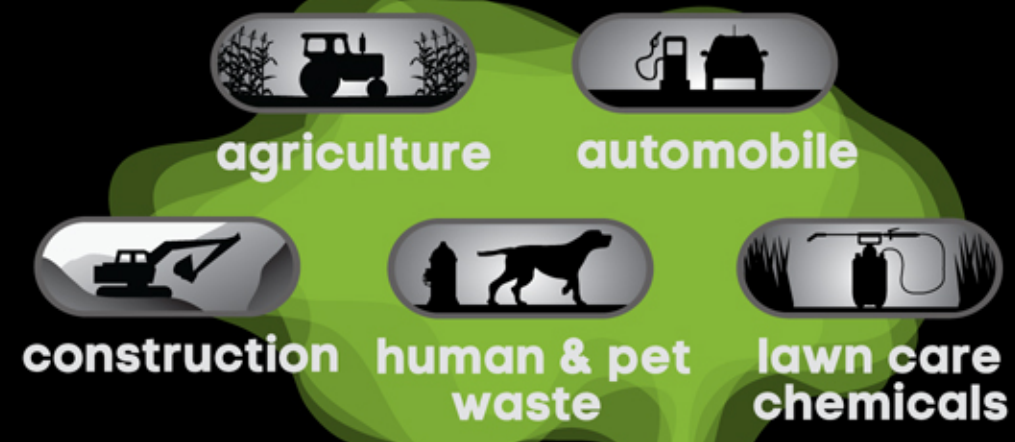 agriculture
automobile
construction
human & pet
waste
lawn care
chemicals